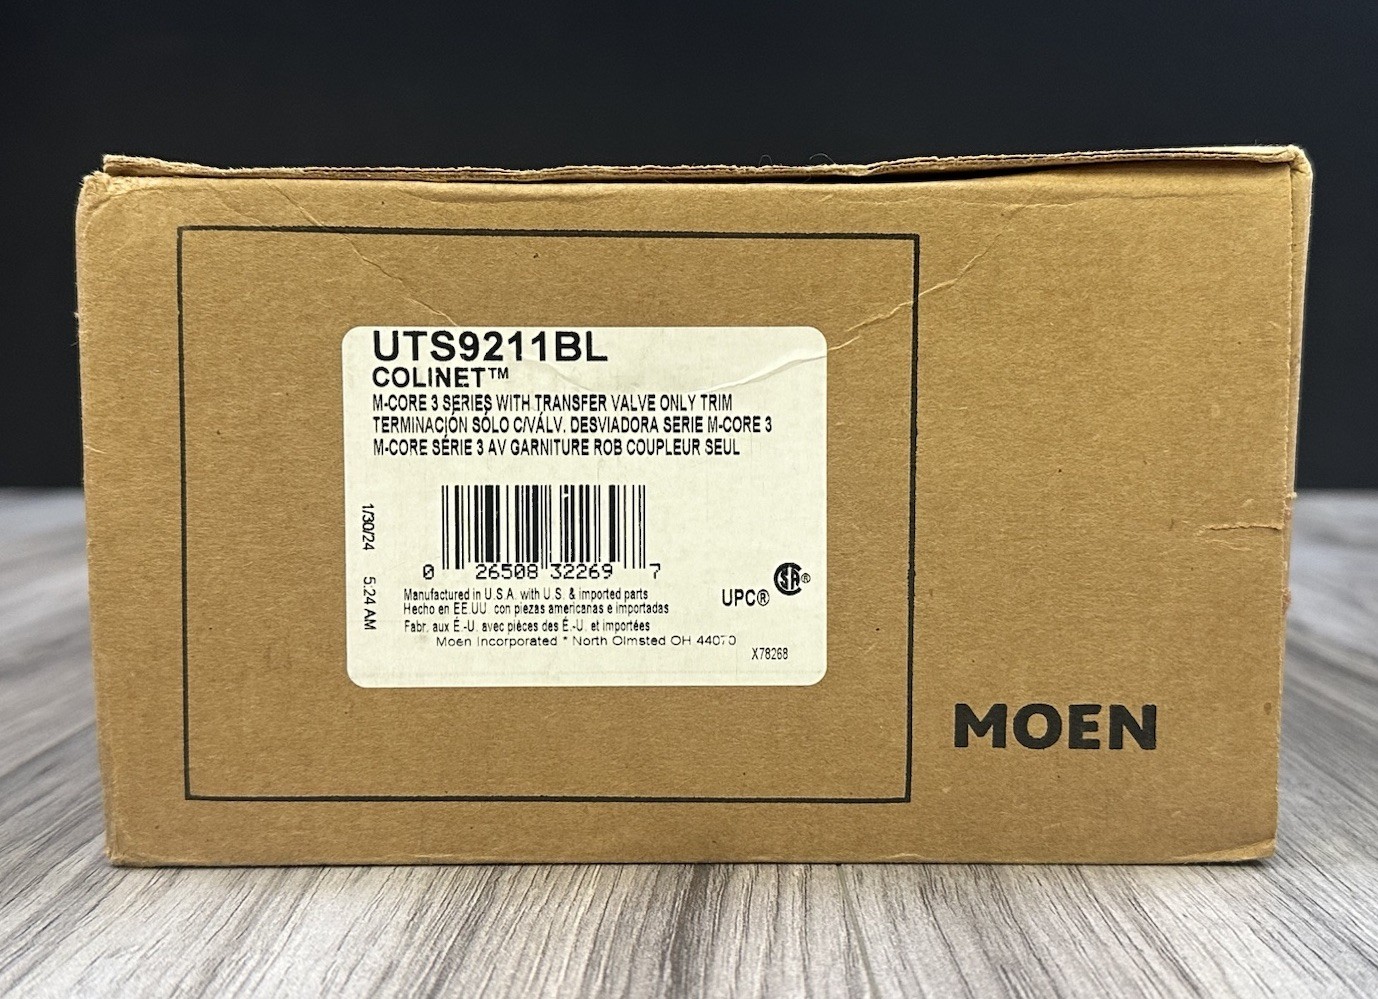 UTS9211BL
COLINET™
M-CORE 3 SERIES WITH TRANSFER VALVE ONLY TRIM
TERMINACIÓN SÓLO C/VÁLV. DESVIADORA SERIE M-CORE 3
M-CORE SÉRIE 3 AV GARNITURE ROB COUPLEUR SEUL
1/30/24 5:24 AM
0 26508 32269 7
UPC® SA®
Manufactured in U.S.A. with U.S. & imported parts
Hecho en EE.UU. con piezas americanas e importadas
Fabr. aux É.-U. avec pièces des É.-U. et importées
Moen Incorporated * North Olmsted OH 44070
X78268
MOEN